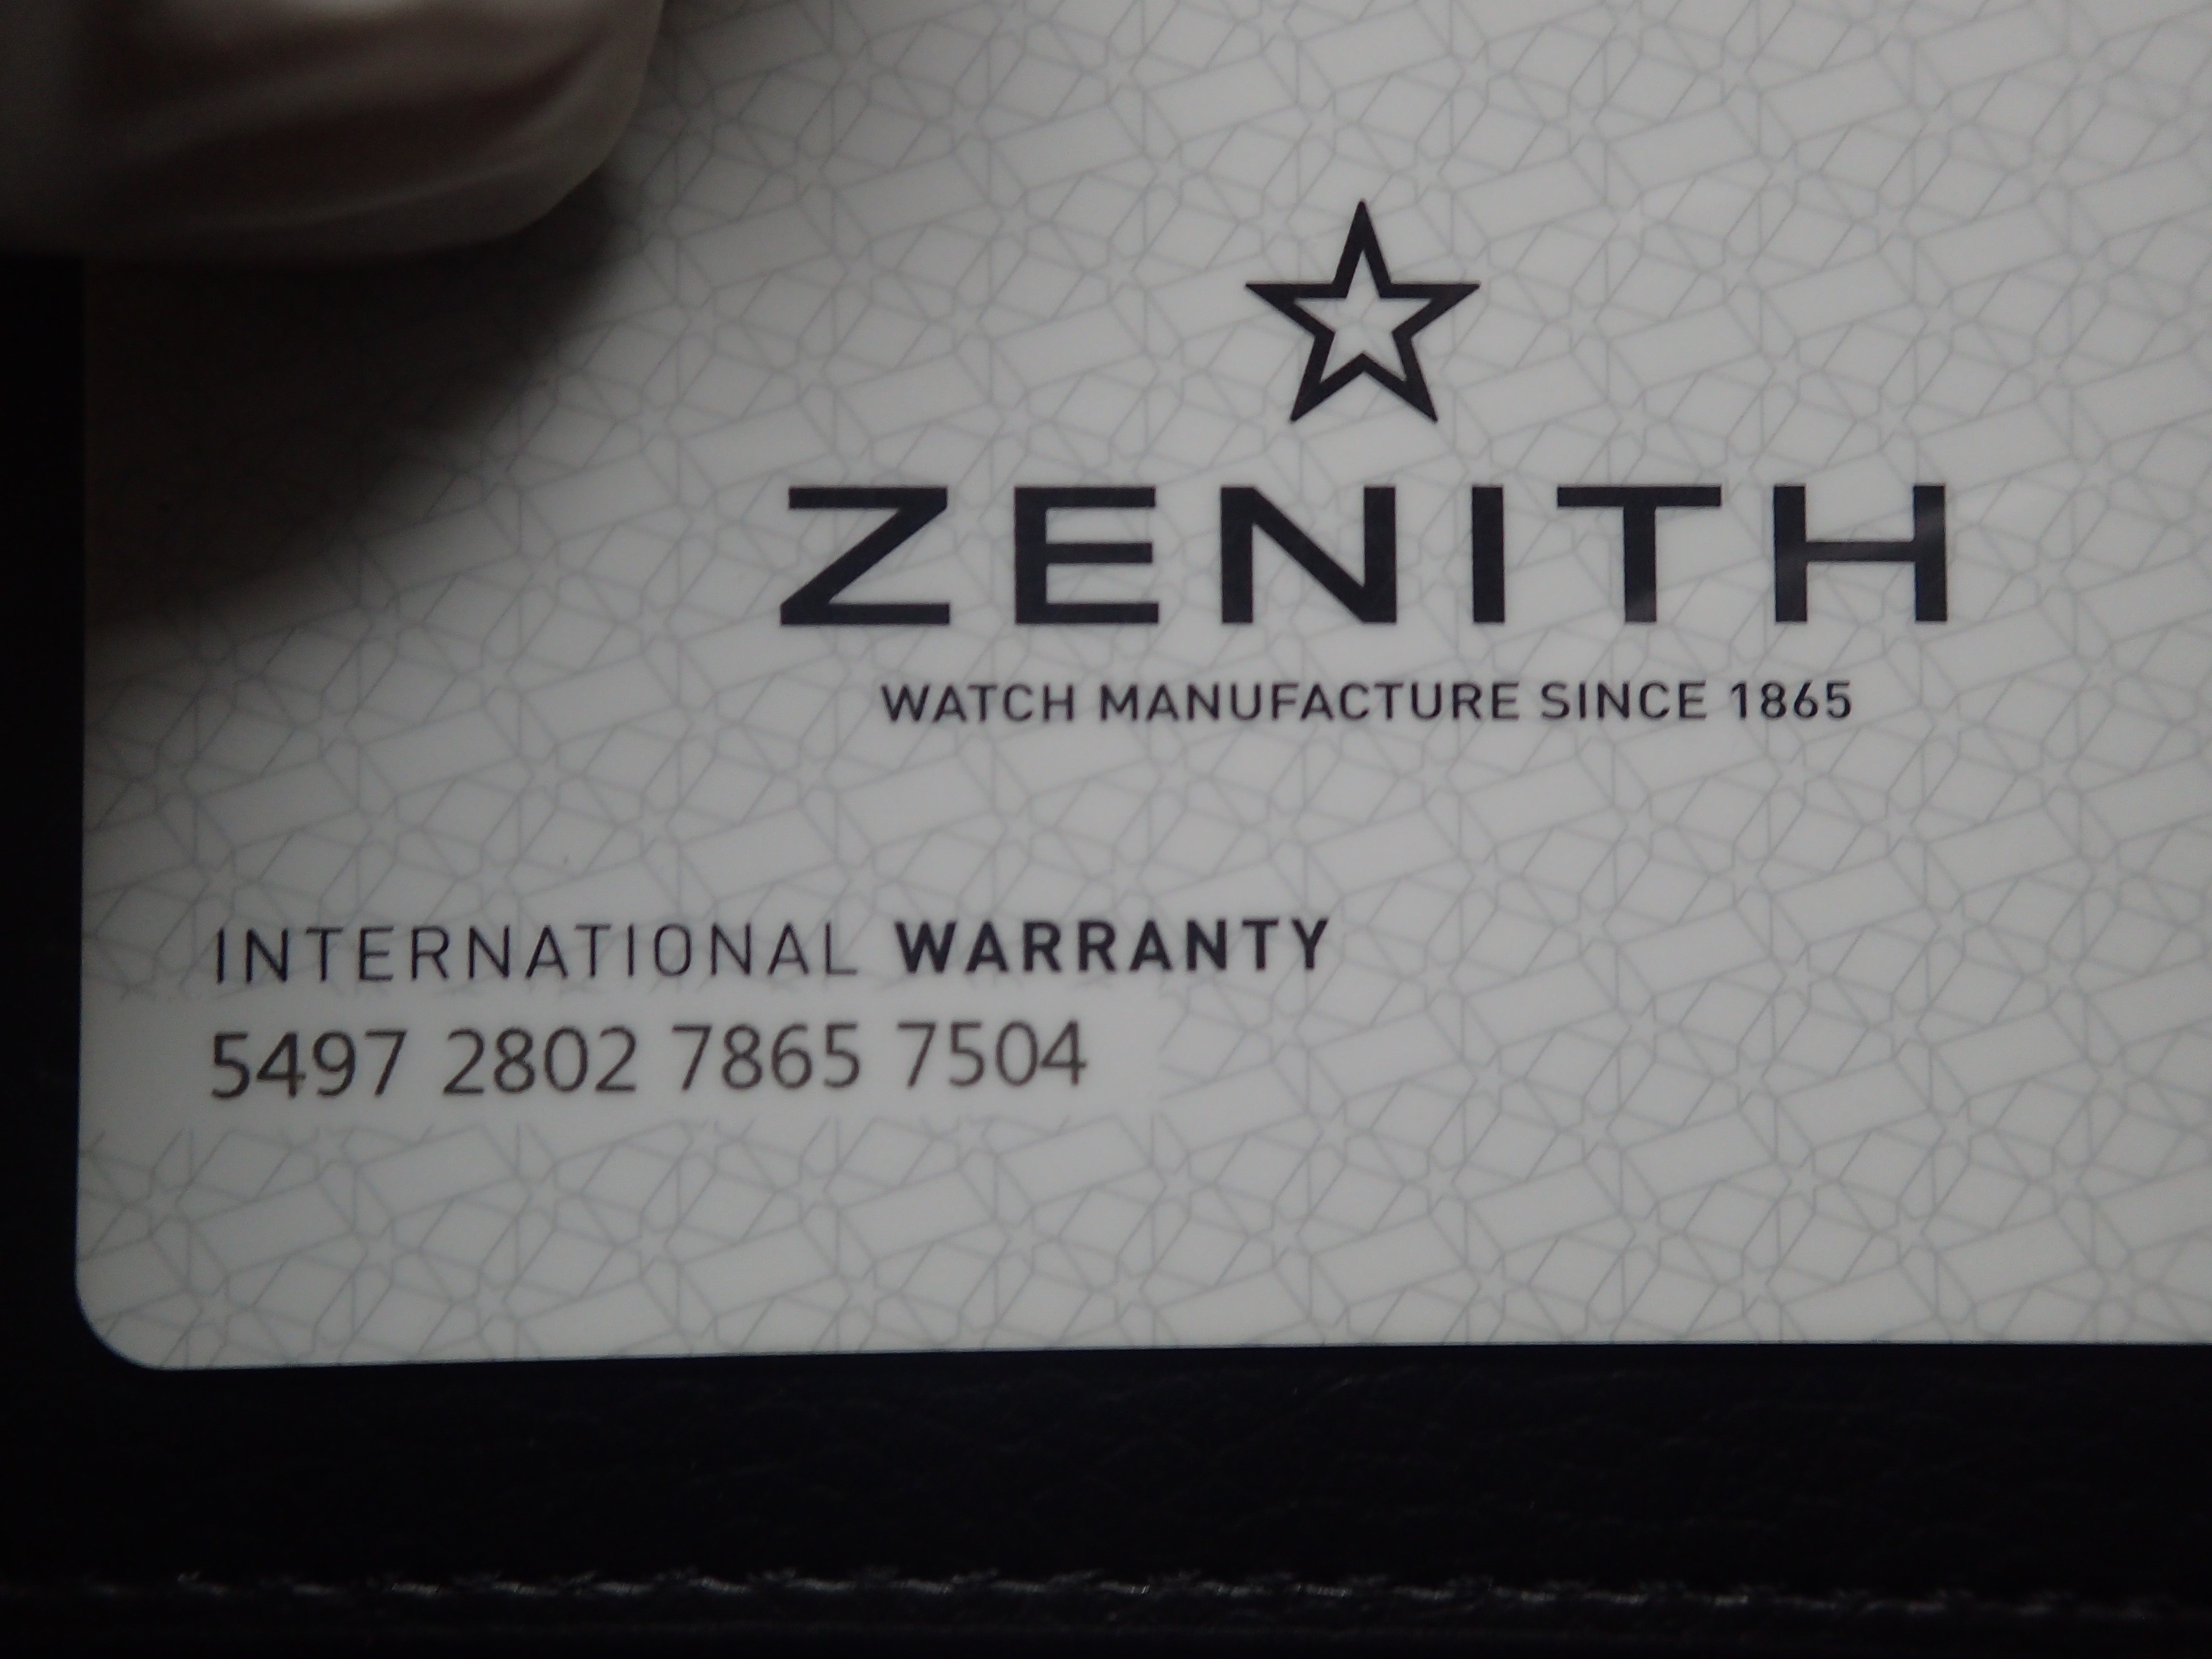 ZENITH
WATCH MANUFACTURE SINCE 1865
INTERNATIONAL WARRANTY
5497 2802 7865 7504